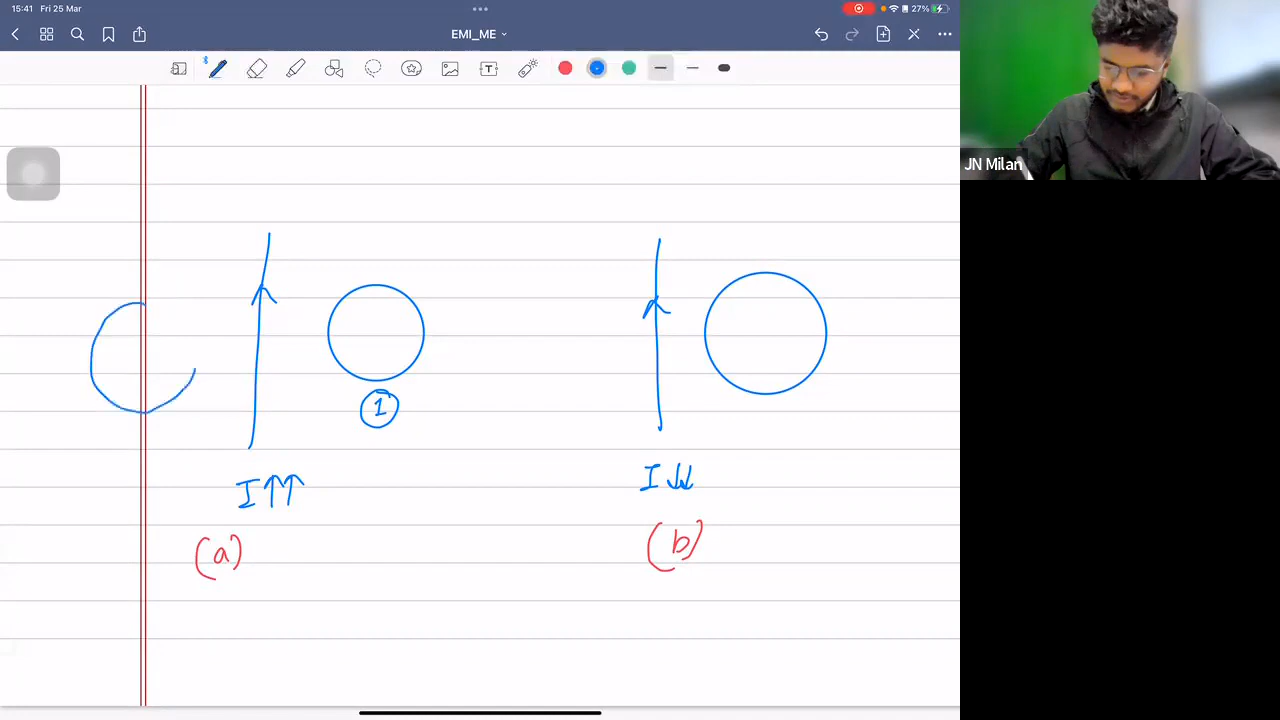 15:41 Fri 25 Mar
27%
EMI_ME
T
JN Milan
1
I↑↑
I↓↓
(a)
(b)